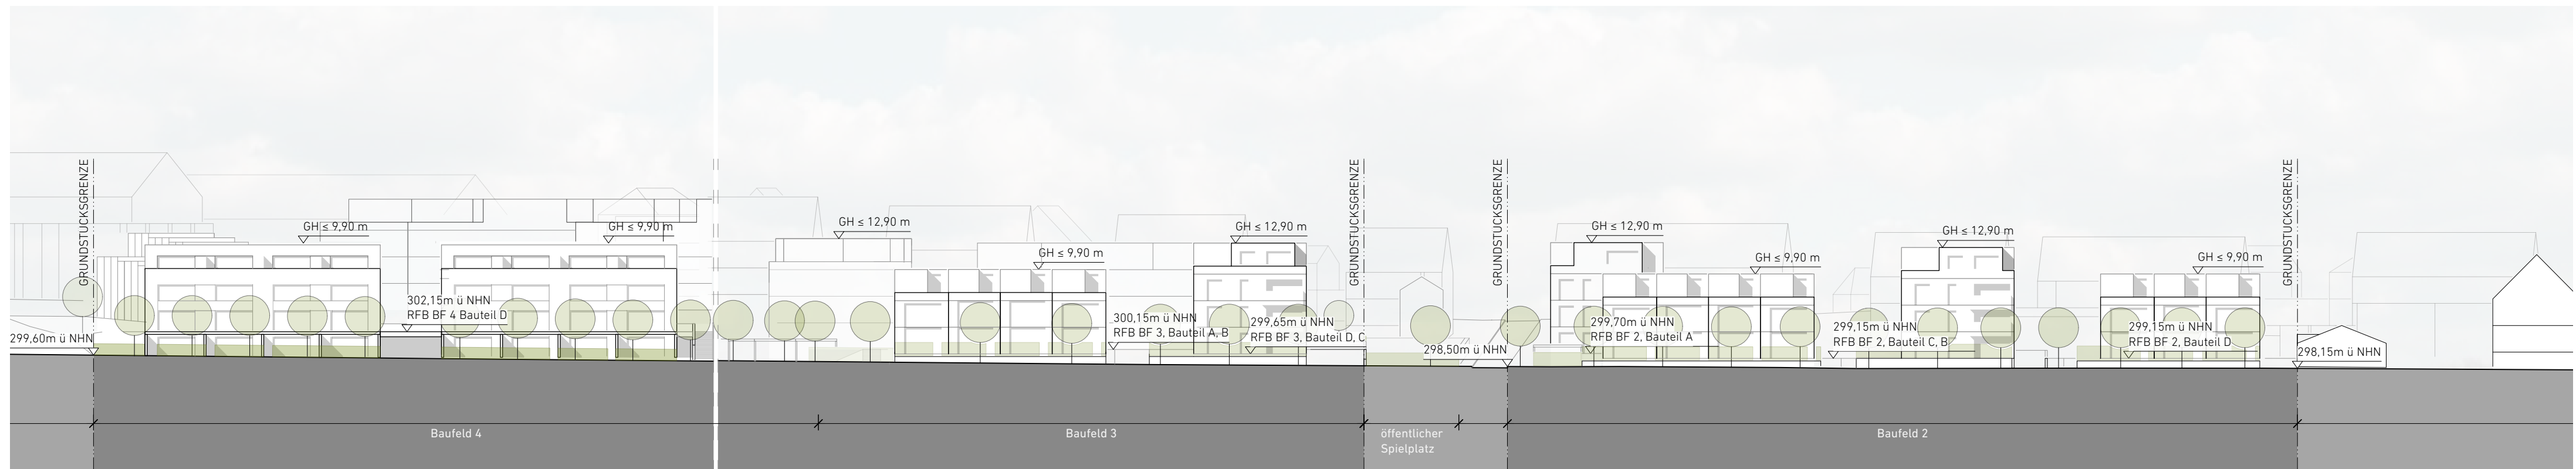 GRUNDSTÜCKSGRENZE
299,60m ü NHN
GH ≤ 9,90 m
302,15m ü NHN
RFB BF 4 Bauteil D
GH ≤ 9,90 m
GH ≤ 12,90 m
GH ≤ 9,90 m
300,15m ü NHN
RFB BF 3, Bauteil A, B
GH ≤ 12,90 m
299,65m ü NHN
RFB BF 3, Bauteil D, C
GRUNDSTÜCKSGRENZE
298,50m ü NHN
GRUNDSTÜCKSGRENZE
GH ≤ 12,90 m
299,70m ü NHN
RFB BF 2, Bauteil A
GH ≤ 9,90 m
GH ≤ 12,90 m
299,15m ü NHN
RFB BF 2, Bauteil C, B
GH ≤ 9,90 m
299,15m ü NHN
RFB BF 2, Bauteil D
GRUNDSTÜCKSGRENZE
298,15m ü NHN
Baufeld 4
Baufeld 3
öffentlicher
Spielplatz
Baufeld 2